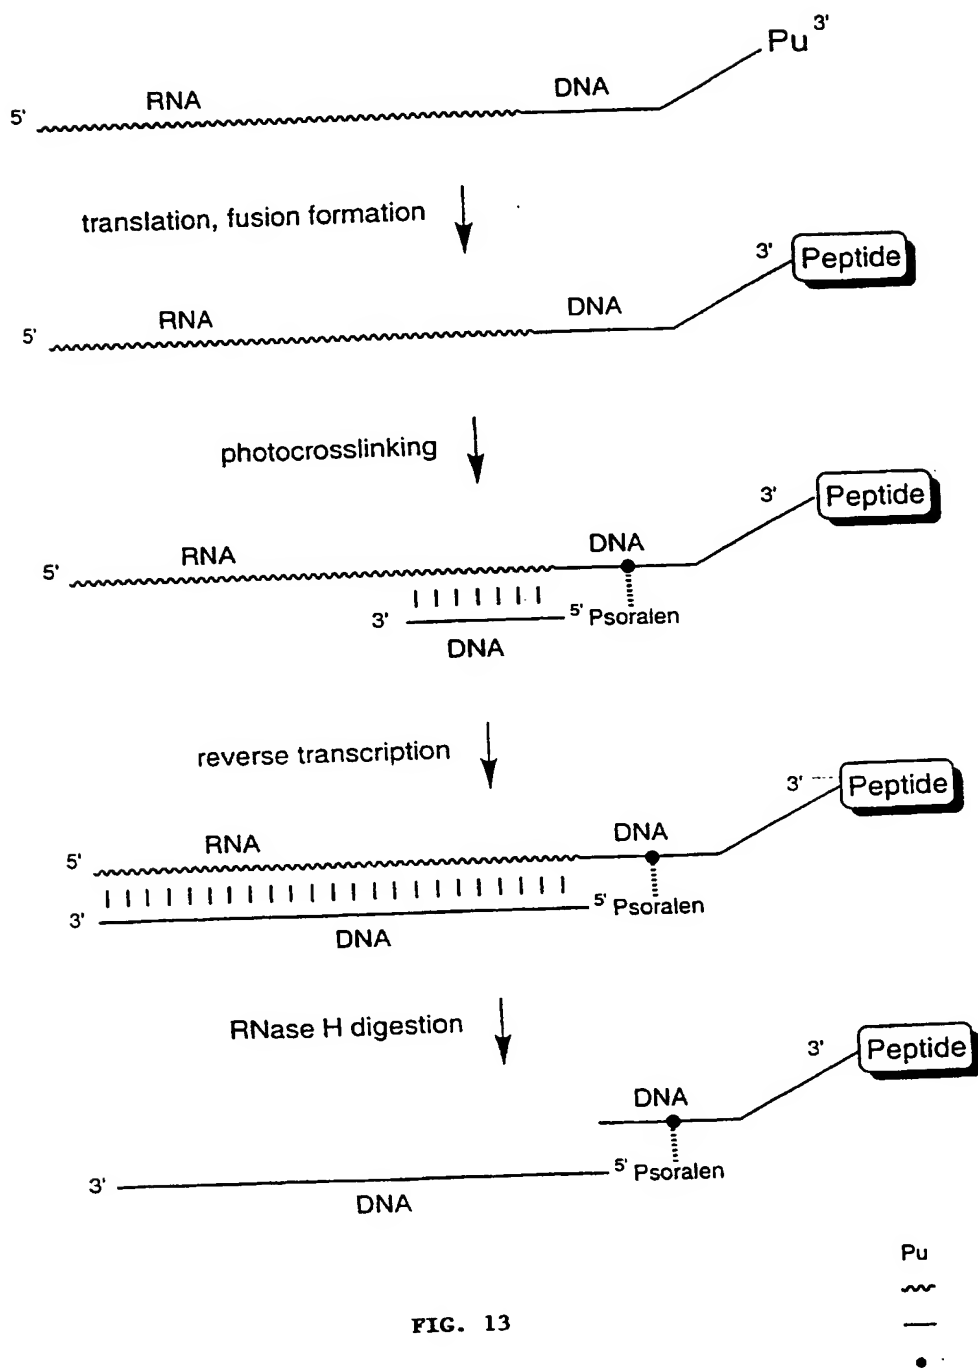 Pu 3'
5' RNA DNA
translation, fusion formation
3' Peptide
5' RNA DNA
photocrosslinking
3' Peptide
5' RNA DNA
3' 5' Psoralen
DNA
reverse transcription
3' Peptide
5' RNA DNA
3' 5' Psoralen
DNA
RNase H digestion
3' Peptide
DNA
3' 5' Psoralen
DNA
Pu
FIG. 13